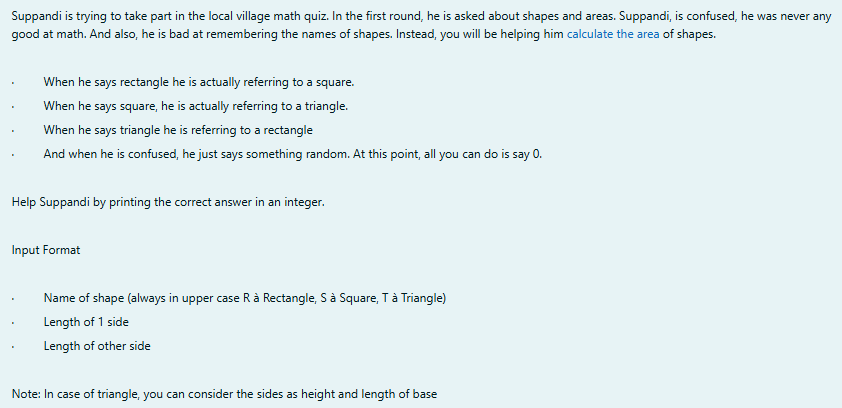 Suppandi is trying to take part in the local village math quiz. In the first round, he is asked about shapes and areas. Suppandi, is confused, he was never any
good at math. And also, he is bad at remembering the names of shapes. Instead, you will be helping him calculate the area of shapes.
· When he says rectangle he is actually referring to a square.
· When he says square, he is actually referring to a triangle.
· When he says triangle he is referring to a rectangle
· And when he is confused, he just says something random. At this point, all you can do is say 0.
Help Suppandi by printing the correct answer in an integer.
Input Format
· Name of shape (always in upper case R à Rectangle, S à Square, T à Triangle)
· Length of 1 side
· Length of other side
Note: In case of triangle, you can consider the sides as height and length of base